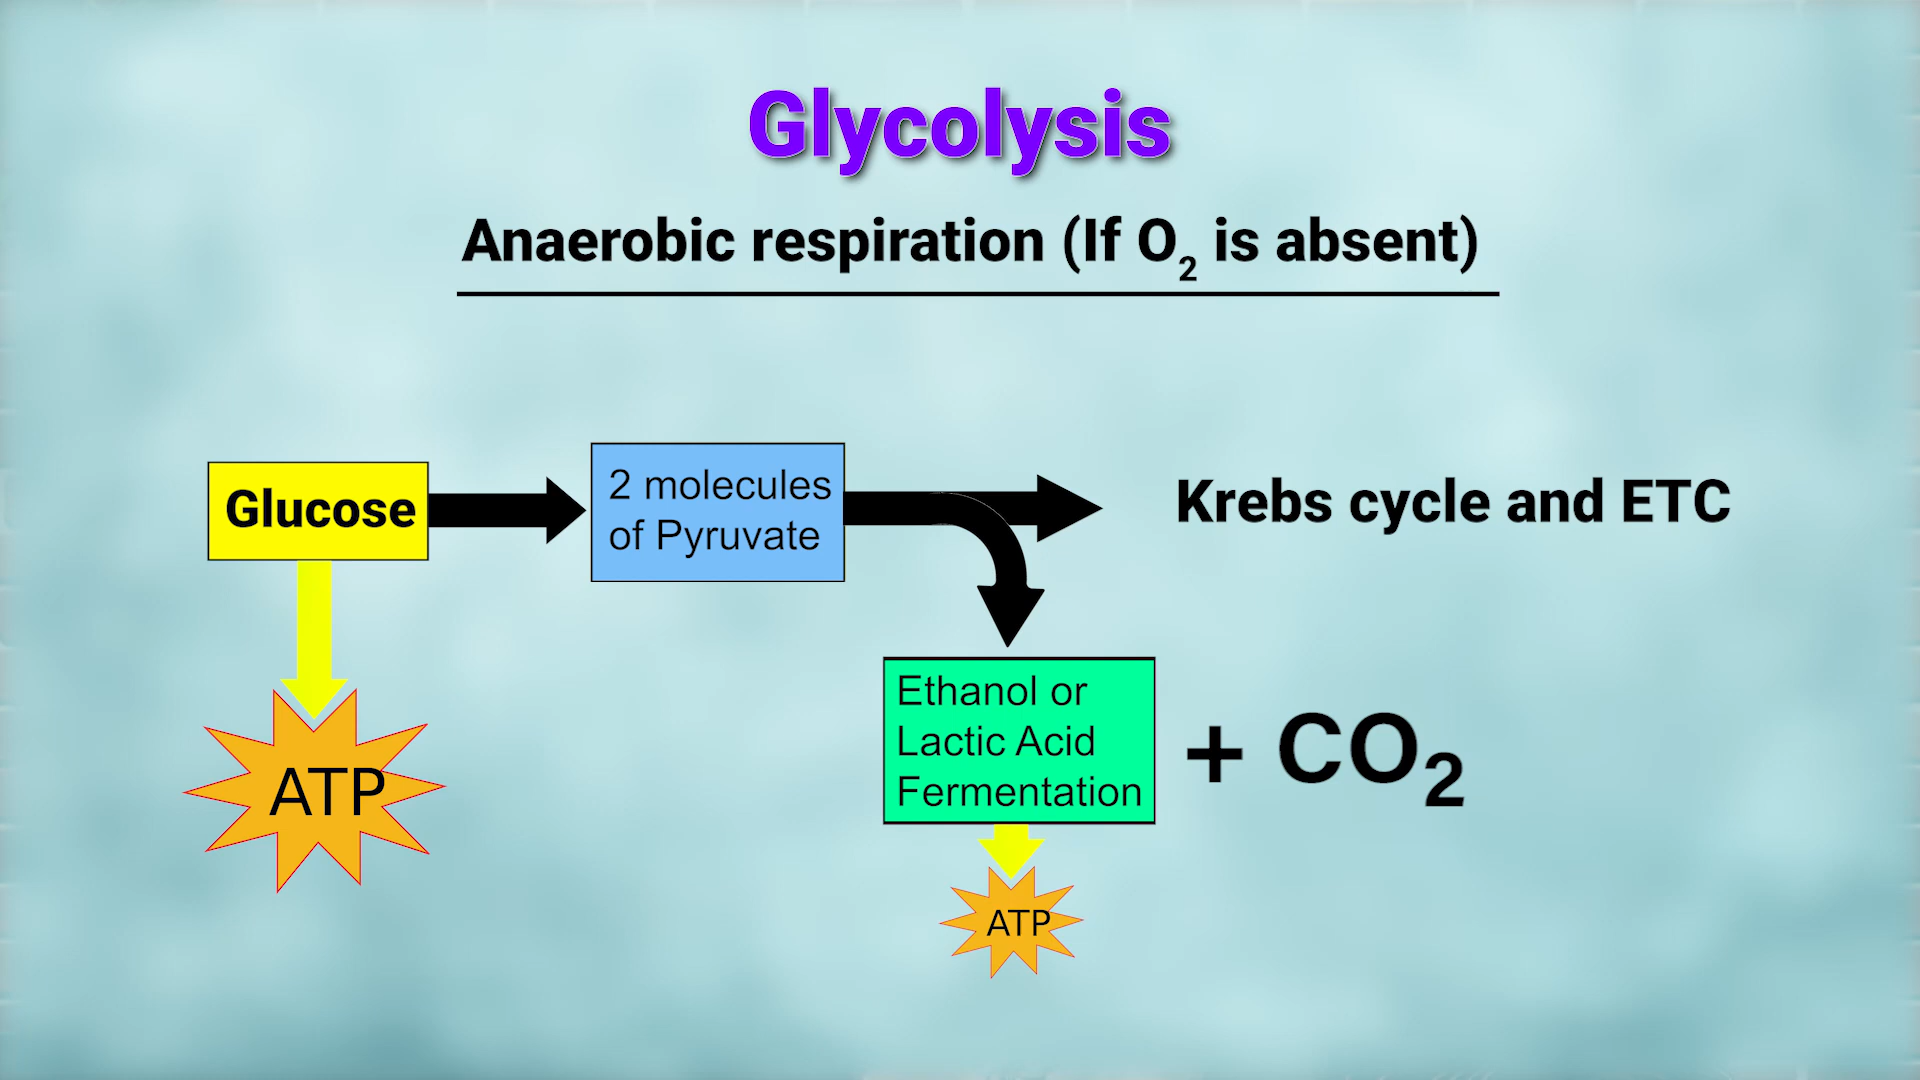 Glycolysis
Anaerobic respiration (If O₂ is absent)
Glucose
2 molecules
of Pyruvate
Krebs cycle and ETC
Ethanol or
Lactic Acid
Fermentation
+ CO₂
ATP
ATP